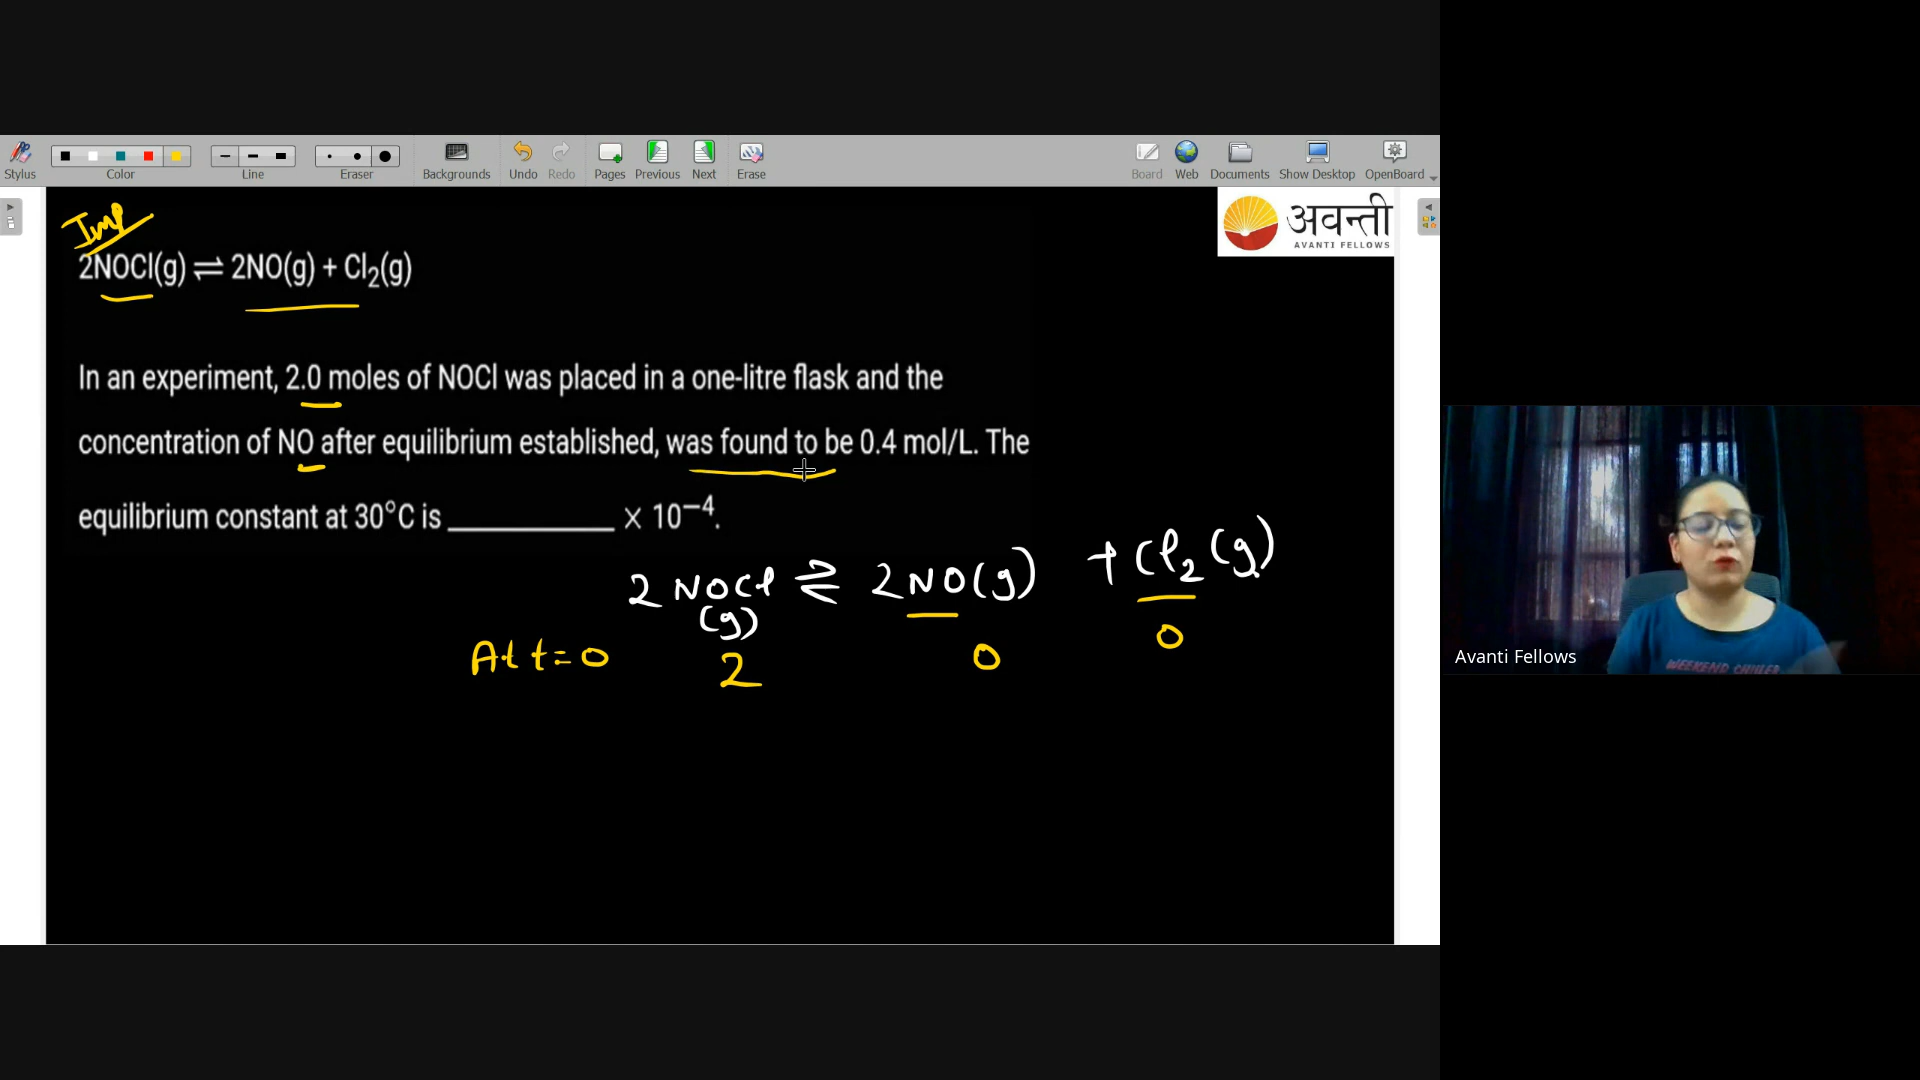 Stylus Color Line Eraser Backgrounds Undo Redo Pages Previous Next Erase Board Web Documents Show Desktop OpenBoard
अवन्ती
AVANTI FELLOWS
Imp
2NOCl(g) ⇌ 2NO(g) + Cl₂(g)
In an experiment, 2.0 moles of NOCl was placed in a one-litre flask and the
concentration of NO after equilibrium established, was found to be 0.4 mol/L. The
equilibrium constant at 30°C is __________ × 10⁻⁴.
2 NOCl ⇌ 2NO(g) + Cl₂(g)
(g)
At t=0 2 0 0
Avanti Fellows
WEEKEND CHILLER